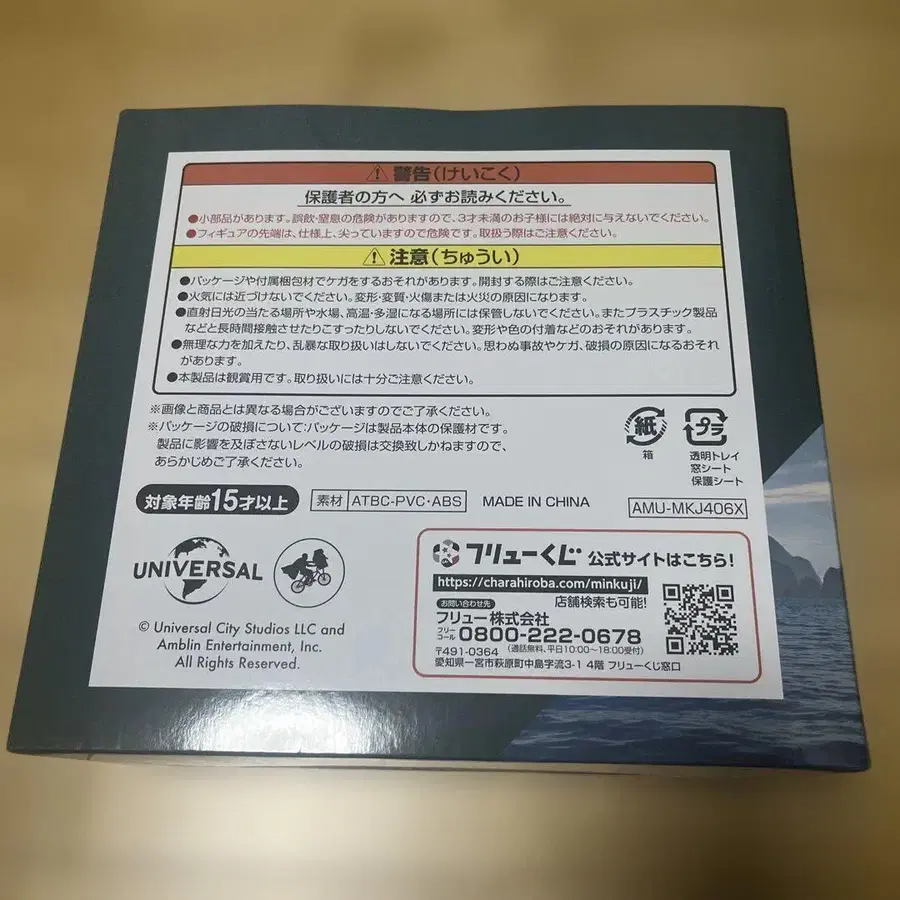 ⚠ 警告(けいこく)
保護者の方へ 必ずお読みください。
●小部品があります。誤飲・窒息の危険がありますので、3才未満のお子様には絶対に与えないでください。
●フィギュアの先端は、仕様上、尖っていますので危険です。取扱う際はご注意ください。
⚠ 注意(ちゅうい)
●パッケージや付属梱包材でケガをするおそれがあります。開封する際はご注意ください。
●火気には近づけないでください。変形・変質・火傷または火災の原因になります。
●直射日光の当たる場所や水場、高温・多湿になる場所には保管しないでください。またプラスチック製品
などと長時間接触させたりこすったりしないでください。変形や色の付着などのおそれがあります。
●無理な力を加えたり、乱暴な取り扱いはしないでください。思わぬ事故やケガ、破損の原因になるおそれ
があります。
●本製品は観賞用です。取り扱いには十分ご注意ください。
※画像と商品とは異なる場合がございますのでご了承ください。
※パッケージの破損について:パッケージは製品本体の保護材です。
製品に影響を及ぼさないレベルの破損は交換致しかねますので、
あらかじめご了承ください。
紙
箱
プラ
透明トレイ
窓シート
保護シート
対象年齢15才以上
素材 ATBC-PVC・ABS
MADE IN CHINA
AMU-MKJ406X
UNIVERSAL
© Universal City Studios LLC and
Amblin Entertainment, Inc.
All Rights Reserved.
フリューくじ 公式サイトはこちら!
https://charahiroba.com/minkuji/
お問い合わせ先
店舗検索も可能!
フリュー株式会社
フリーコール 0800-222-0678
〒491-0364 (通話無料、平日10:00~18:00受付)
愛知県一宮市萩原町中島字流3-1 4階 フリューくじ窓口